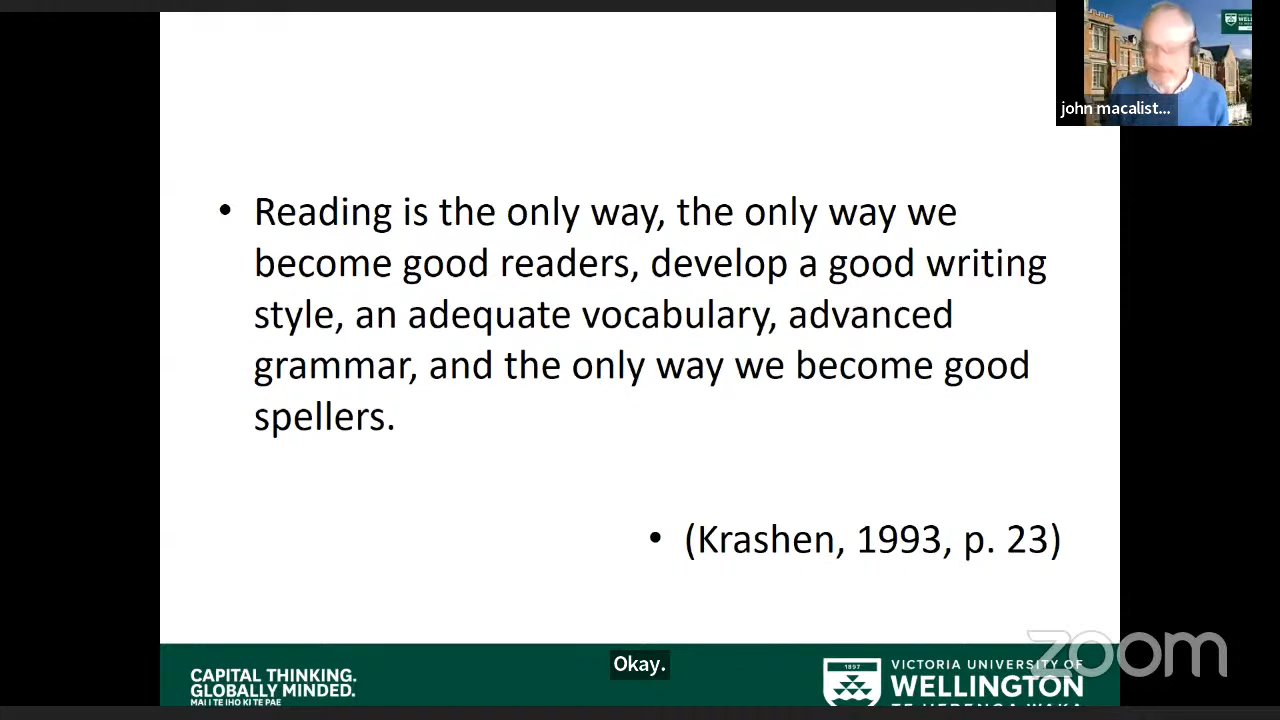 john macalist...
• Reading is the only way, the only way we
become good readers, develop a good writing
style, an adequate vocabulary, advanced
grammar, and the only way we become good
spellers.
• (Krashen, 1993, p. 23)
CAPITAL THINKING.
GLOBALLY MINDED.
MAI I TE IHO KI TE PAE
Okay.
1897
VICTORIA UNIVERSITY OF
WELLINGTON
TE HERENGA WAKA
zoom